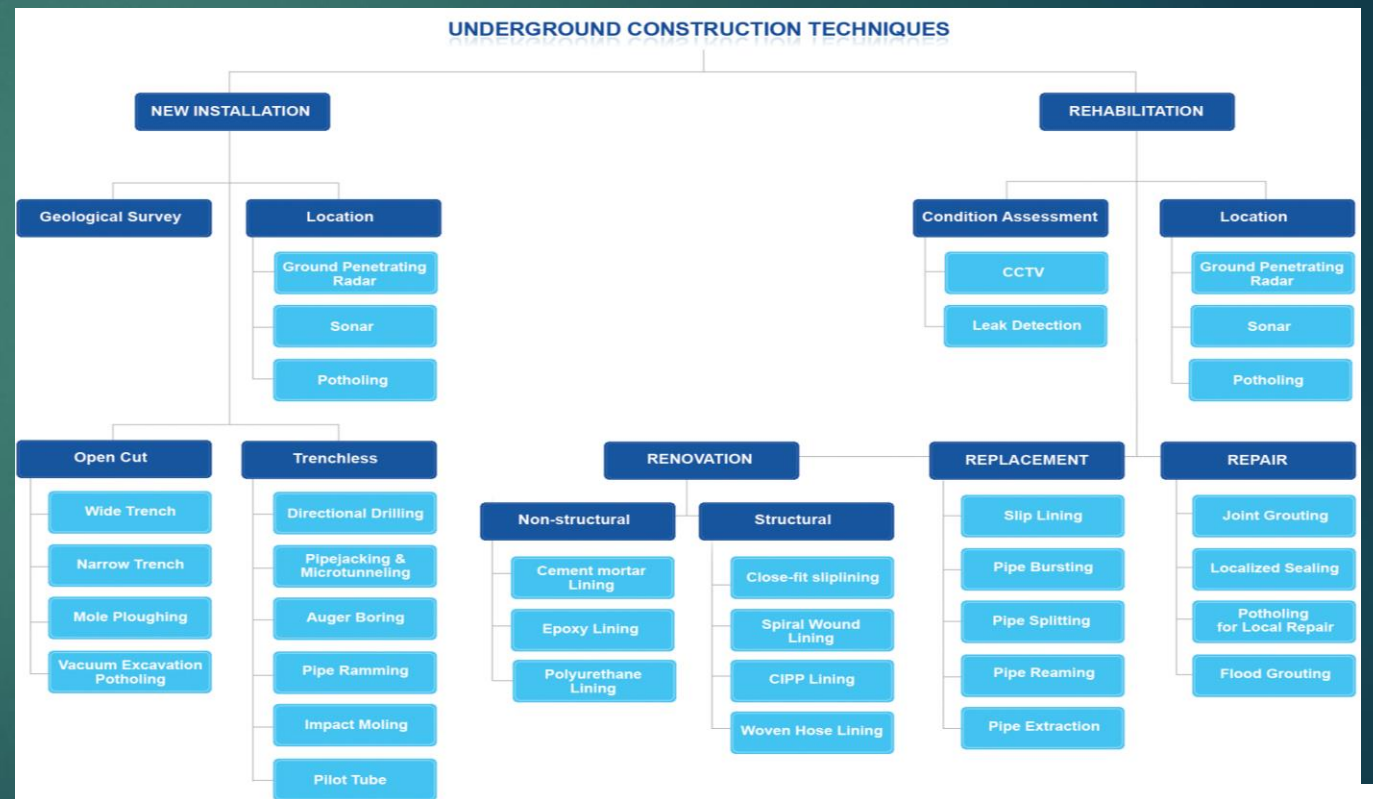 UNDERGROUND CONSTRUCTION TECHNIQUES
NEW INSTALLATION
REHABILITATION
Geological Survey
Location
Ground Penetrating
Radar
Sonar
Potholing
Condition Assessment
CCTV
Leak Detection
Location
Ground Penetrating
Radar
Sonar
Potholing
Open Cut
Wide Trench
Narrow Trench
Mole Ploughing
Vacuum Excavation
Potholing
Trenchless
Directional Drilling
Pipejacking &
Microtunneling
Auger Boring
Pipe Ramming
Impact Moling
Pilot Tube
RENOVATION
Non-structural
Cement mortar
Lining
Epoxy Lining
Polyurethane
Lining
Structural
Close-fit sliplining
Spiral Wound
Lining
CIPP Lining
Woven Hose Lining
REPLACEMENT
Slip Lining
Pipe Bursting
Pipe Splitting
Pipe Reaming
Pipe Extraction
REPAIR
Joint Grouting
Localized Sealing
Potholing
for Local Repair
Flood Grouting